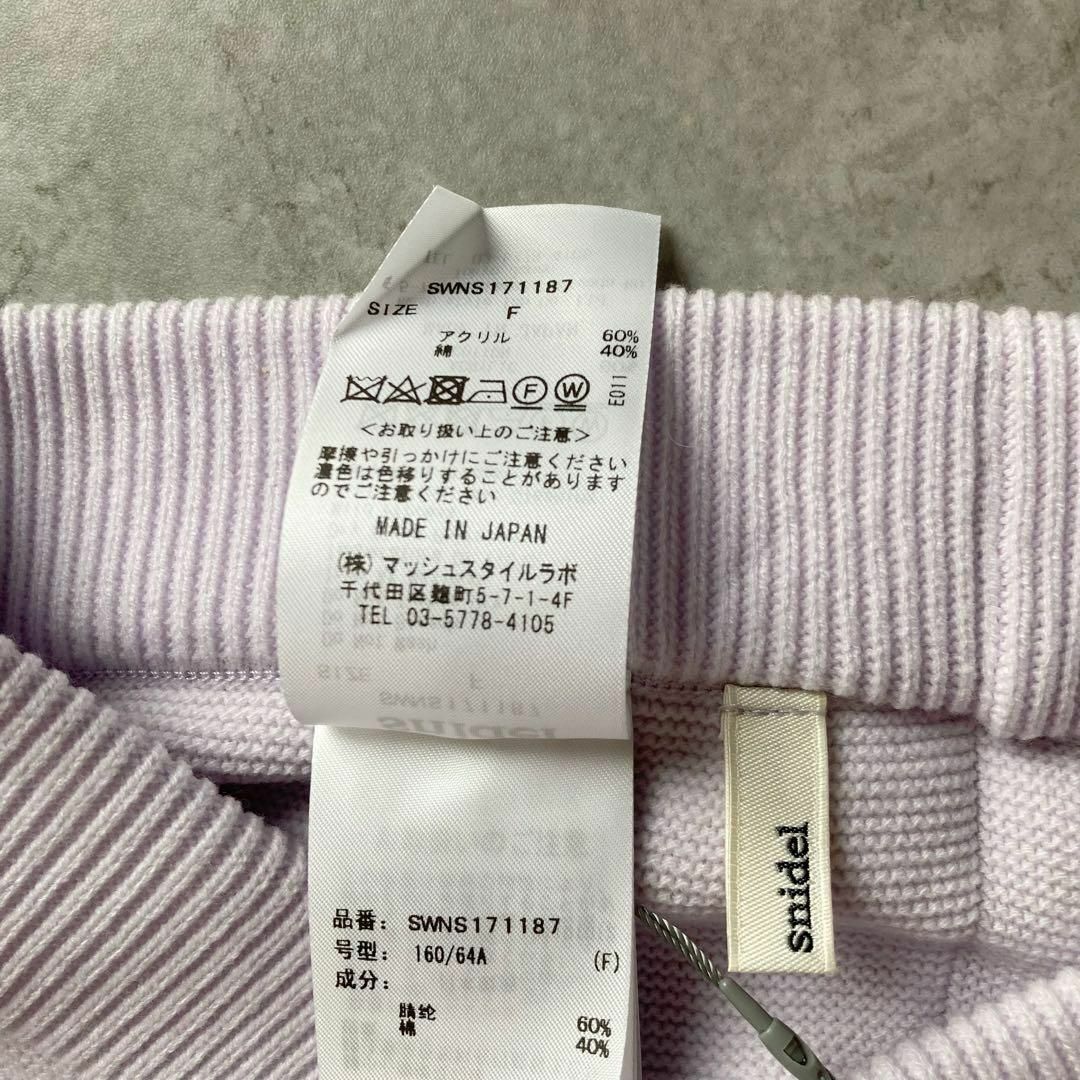 SWNS171187
SIZE F
アクリル 60%
綿 40%
F W E011
＜お取り扱い上のご注意＞
摩擦や引っかけにご注意ください
濃色は色移りすることがあります
のでご注意ください
MADE IN JAPAN
(株)マッシュスタイルラボ
千代田区麹町5-7-1-4F
TEL 03-5778-4105
品番: SWNS171187
号型: 160/64A (F)
成分:
腈纶 60%
棉 40%
snidel